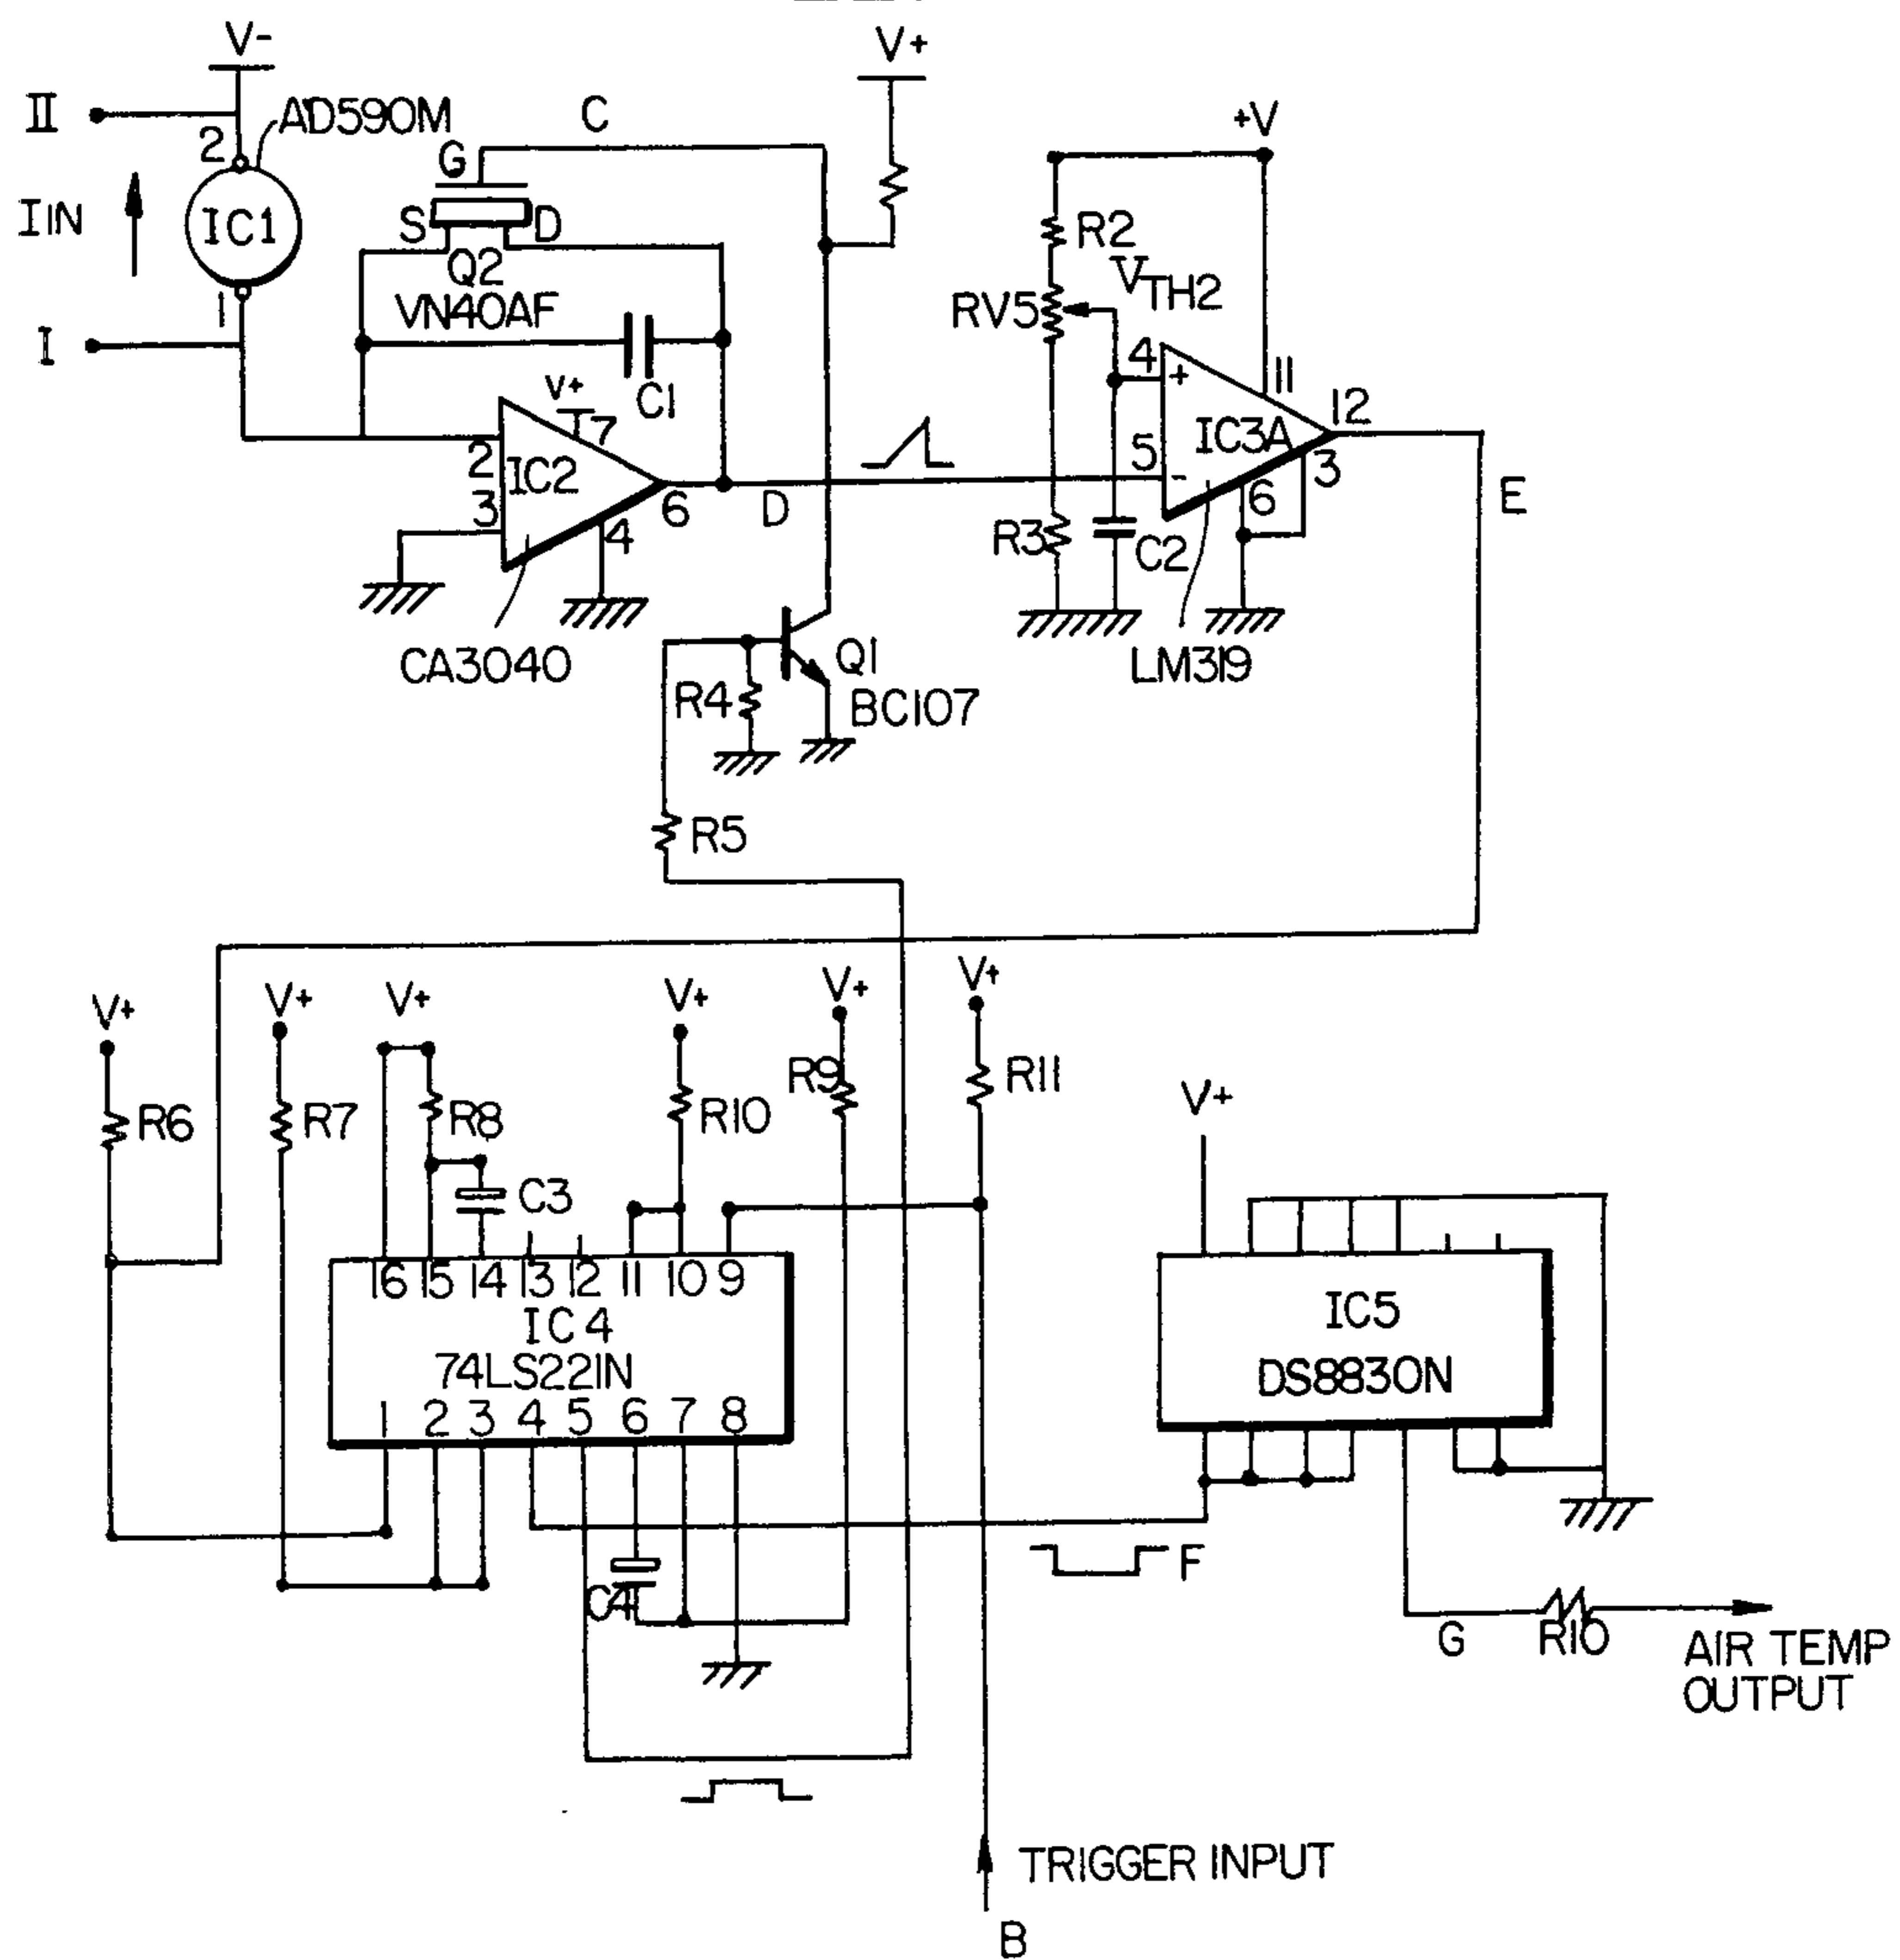 V-
V+
II
AD590M
C
+V
2
G
IIN
IC1
S
D
R2
Q2
VTH2
1
VN40AF
RV5
I
4
+
11
V+
C1
7
12
2
IC2
5
-
IC3A
3
3
6
D
6
E
4
R3
C2
CA3040
Q1
LM319
R4
BC107
R5
V+
V+
V+
V+
V+
V+
R9
R11
R6
R7
R8
R10
V+
C3
16 15 14 13 12 11 10 9
IC4
IC5
74LS221N
DS8830N
1 2 3 4 5 6 7 8
F
C4
G
R10
AIR TEMP
OUTPUT
TRIGGER INPUT
B